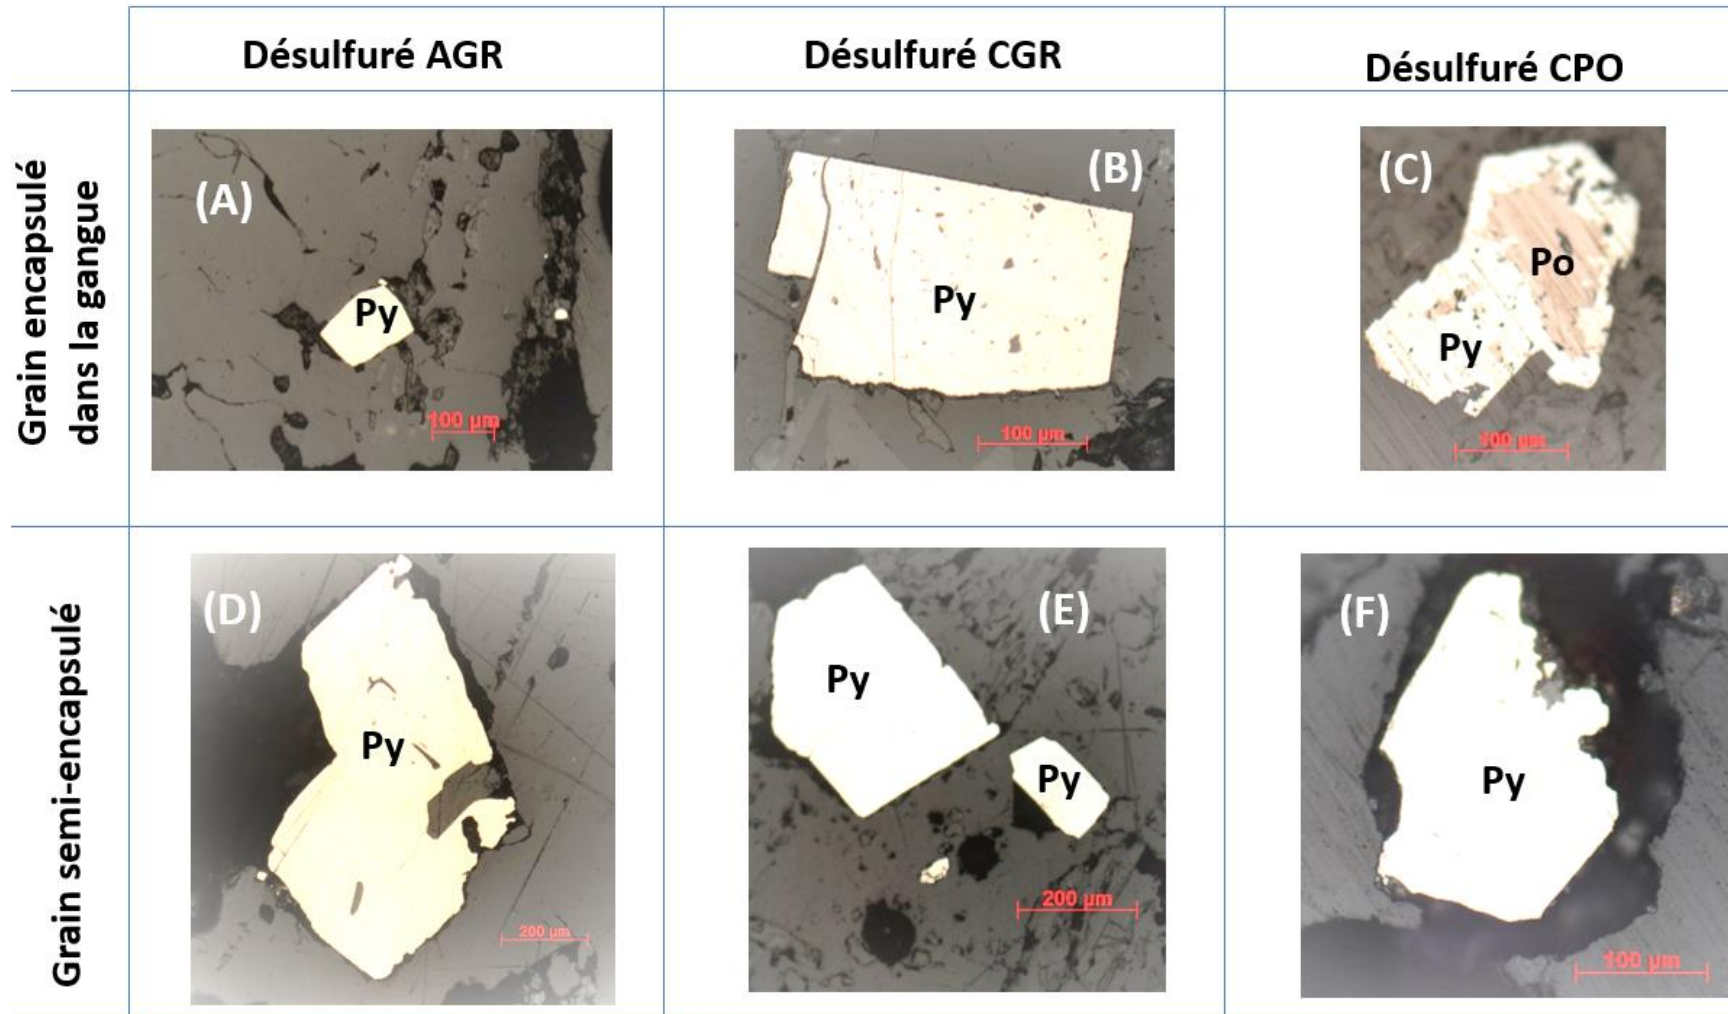 Désulfuré AGR
Désulfuré CGR
Désulfuré CPO
Grain encapsulé
dans la gangue
(A)
Py
100 µm
(B)
Py
100 µm
(C)
Po
Py
100 µm
Grain semi-encapsulé
(D)
Py
200 µm
(E)
Py
Py
200 µm
(F)
Py
100 µm